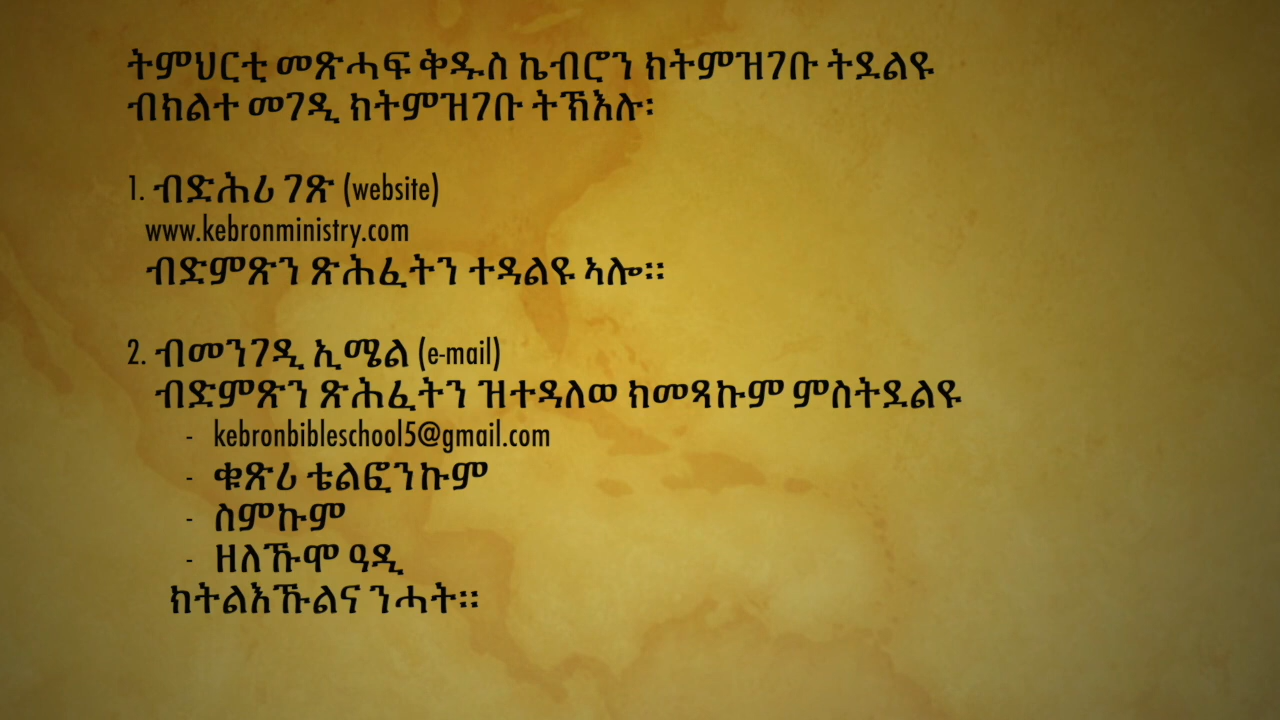 ትምህርቲ መጽሓፍ ቅዱስ ኬብሮን ክትምዝገቡ ትደልዩ
ብክልተ መገዲ ክትምዝገቡ ትኽእሉ፡
1. ብድሕሪ ገጽ (website)
www.kebronministry.com
ብድምጽን ጽሕፈትን ተዳልዩ ኣሎ።
2. ብመንገዲ ኢሜል (e-mail)
ብድምጽን ጽሕፈትን ዝተዳለወ ክመጻኩም ምስትደልዩ
- kebronbibleschool5@gmail.com
- ቁጽሪ ቴልፎንኩም
- ስምኩም
- ዘለኹሞ ዓዲ
ክትልእኹልና ንሓት።